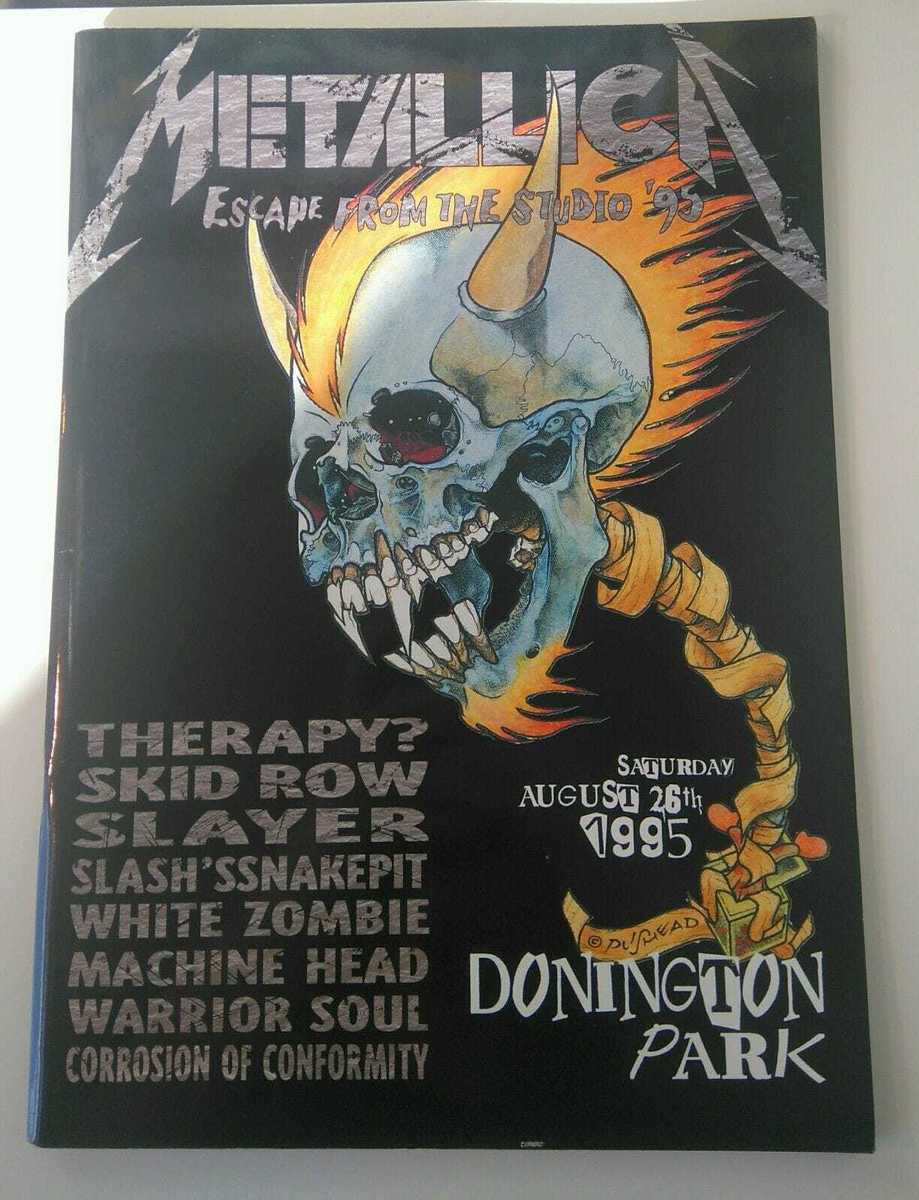 METALLICA
ESCAPE FROM THE STUDIO '95
THERAPY?
SKID ROW
SLAYER
SLASH'SSNAKEPIT
WHITE ZOMBIE
MACHINE HEAD
WARRIOR SOUL
CORROSION OF CONFORMITY
SATURDAY
AUGUST 26th
1995
© PUSHEAD
DONINGTON
PARK